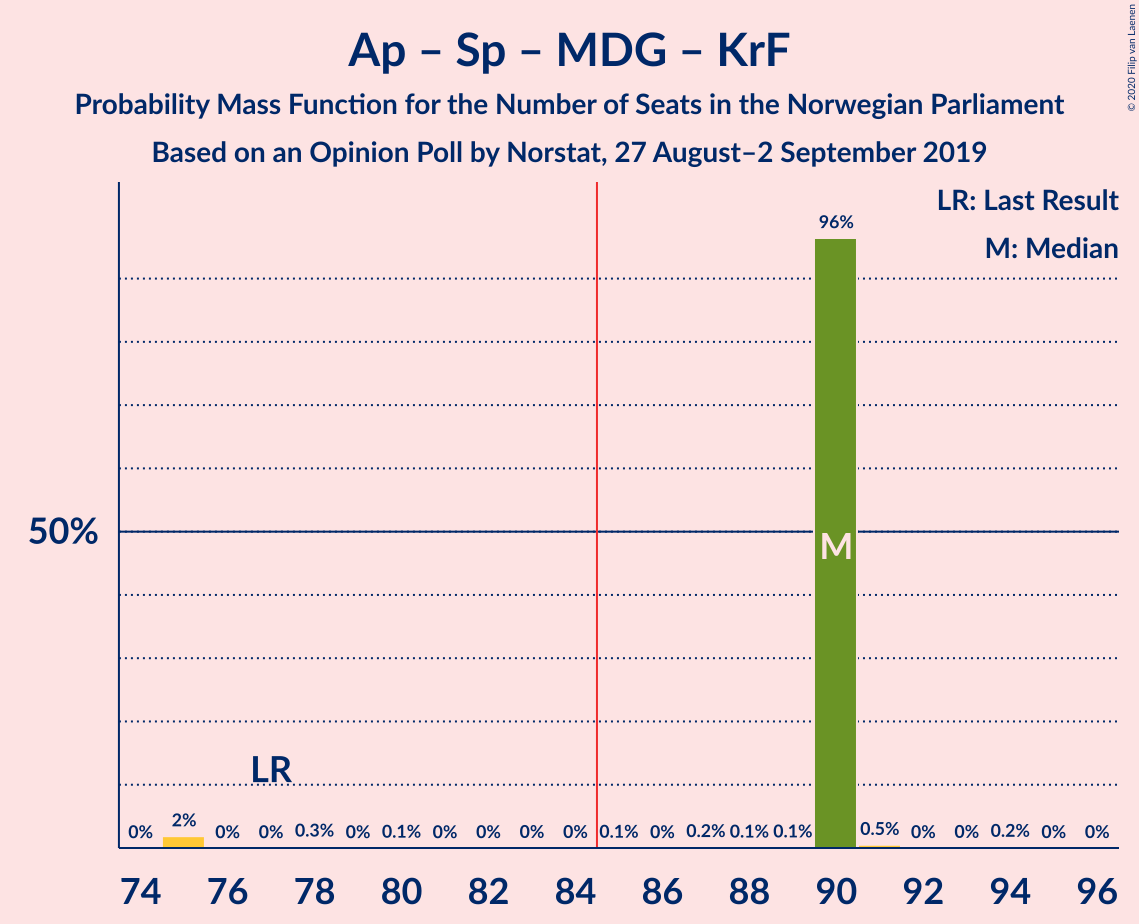 Ap – Sp – MDG – KrF
Probability Mass Function for the Number of Seats in the Norwegian Parliament
Based on an Opinion Poll by Norstat, 27 August–2 September 2019
© 2020 Filip van Laenen
LR: Last Result
M: Median
96%
50%
M
LR
0% 2% 0% 0% 0.3% 0% 0.1% 0% 0% 0% 0% 0.1% 0% 0.2% 0.1% 0.1% 0.5% 0% 0% 0.2% 0% 0%
74 76 78 80 82 84 86 88 90 92 94 96